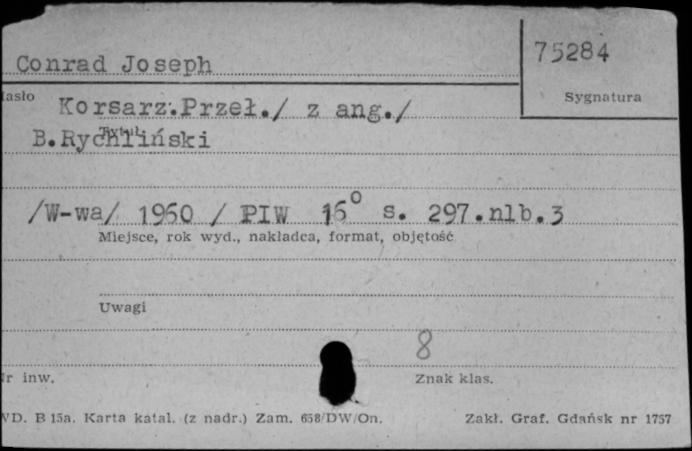 Conrad Joseph
75284
Sygnatura
Korsarz.Przeł./ z ang./
B.Rychliński
Tytuł
/W-wa/ 1960 / PIW 16° s. 297.nlb.3
Miejsce, rok wyd., nakładca, format, objętość
Uwagi
8
Znak klas.
inw.
B 15a. Karta katal. (z nadr.) Zam. 658/DW/On.
Zakł. Graf. Gdańsk nr 1757